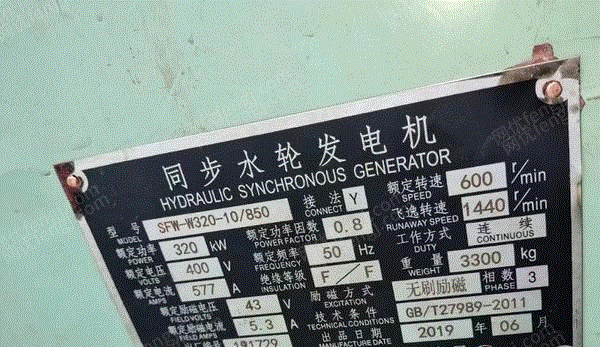 同步水轮发电机
HYDRAULIC SYNCHRONOUS GENERATOR
型号 MODEL SFW-W320-10/850 接法 CONNECT Y 额定转速 SPEED 600 r/min
额定功率 POWER 320 kW 额定功率因数 POWER FACTOR 0.8 飞逸转速 RUNAWAY SPEED 1440 r/min
额定电压 VOLTS 400 V 额定频率 FREQUENCY 50 Hz 工作方式 DUTY 连续 CONTINUOUS
额定电流 AMPS 577 A 绝缘等级 INSULATION F/F 重量 WEIGHT 3300 kg
额定励磁电压 FIELD VOLTS 43 V 励磁方式 EXCITATION 无刷励磁 相数 PHASE 3
额定励磁电流 FIELD AMPS 5.3 A 技术条件 TECHNICAL CONDITIONS GB/T27989-2011
181729 出品日期 MANUFACTURE DATE 2019 年 06 月